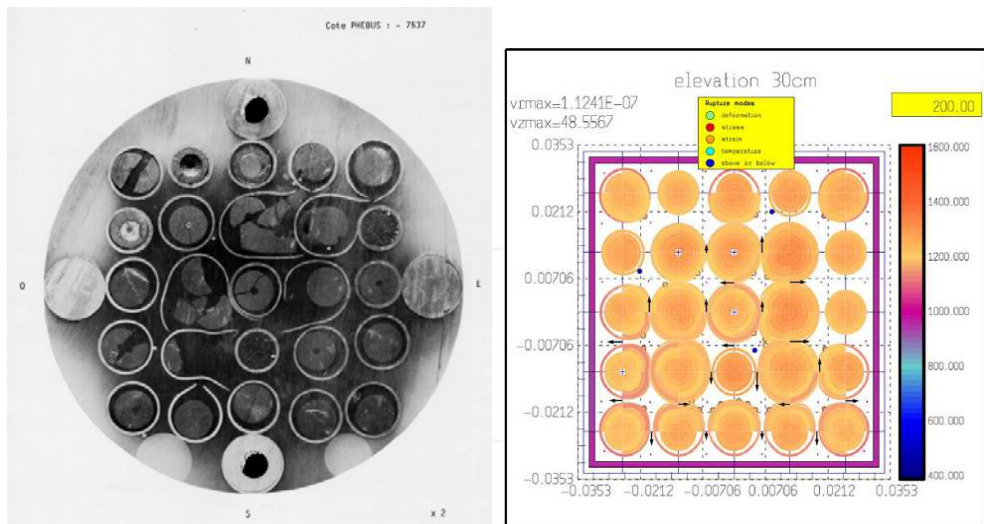 Cote PHEBUS : - 7537
N
O
E
S
x 2
elevation 30cm
vrmax=1.1241E-07
vzmax=48.5567
Rupture modes
deformation
stress
strain
temperature
above or below
200.00
0.0353
0.0212
0.00706
-0.00706
-0.0212
-0.0353
-0.0353 -0.0212 -0.00706 0.00706 0.0212 0.0353
1600.000
1400.000
1200.000
1000.000
800.000
600.000
400.000